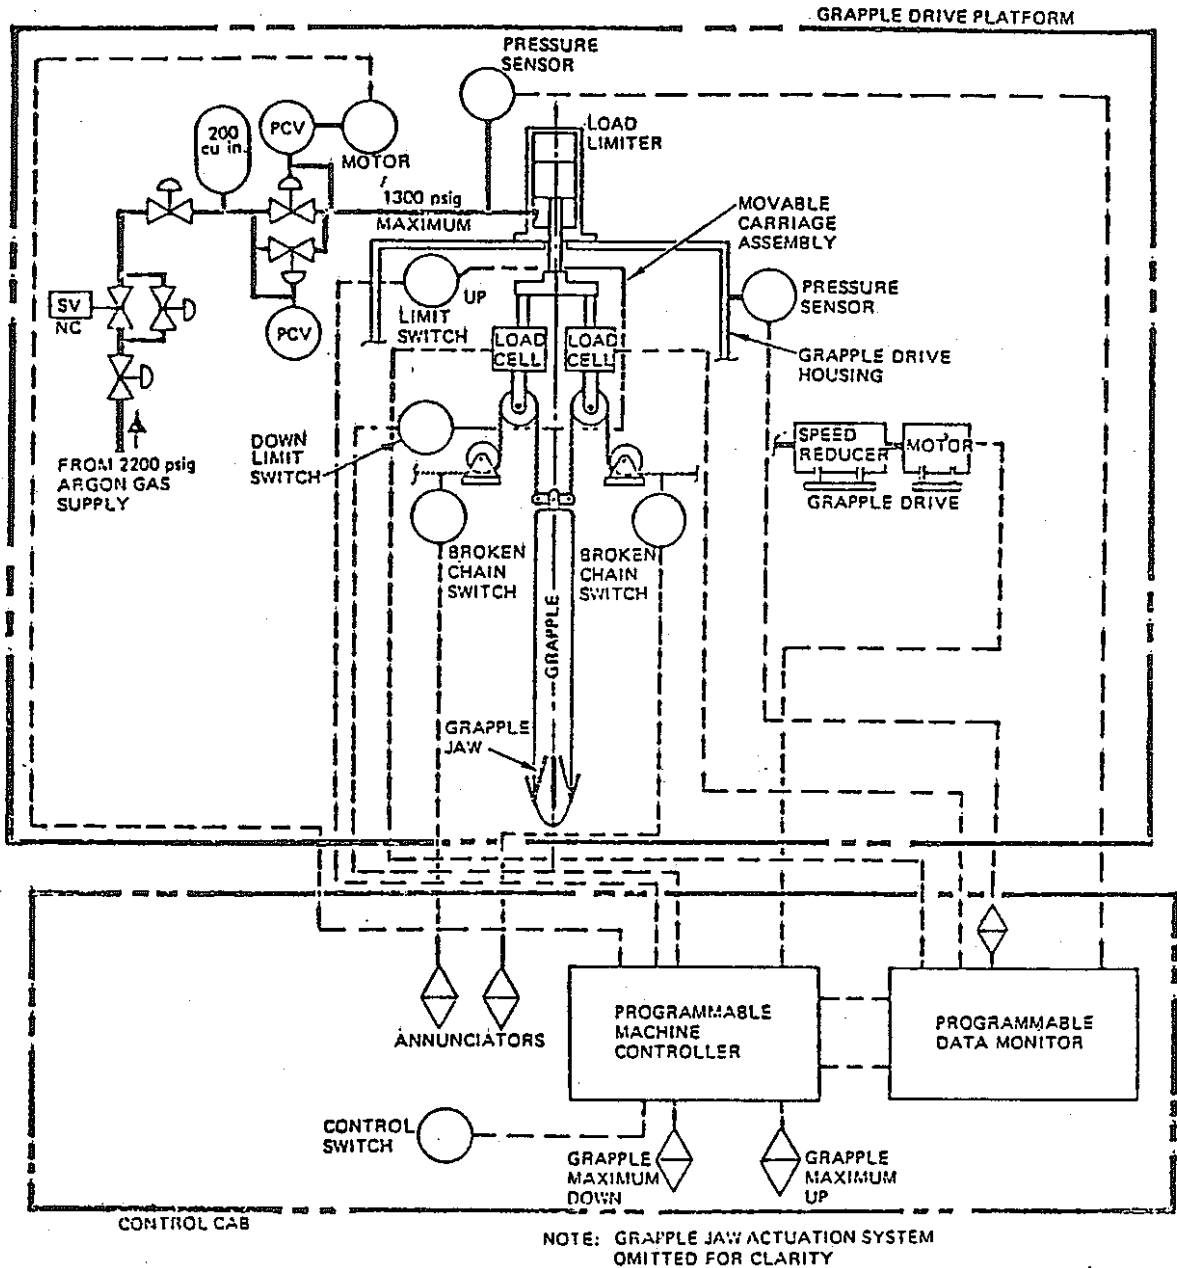 GRAPPLE DRIVE PLATFORM
PRESSURE
SENSOR
200
cu in.
PCV
MOTOR
LOAD
LIMITER
1300 psig
MAXIMUM
MOVABLE
CARRIAGE
ASSEMBLY
SV
NC
PCV
UP
LIMIT
SWITCH
LOAD
CELL
LOAD
CELL
PRESSURE
SENSOR
GRAPPLE DRIVE
HOUSING
DOWN
LIMIT
SWITCH
FROM 2200 psig
ARGON GAS
SUPPLY
SPEED
REDUCER
MOTOR
GRAPPLE DRIVE
BROKEN
CHAIN
SWITCH
BROKEN
CHAIN
SWITCH
GRAPPLE
GRAPPLE
JAW
ANNUNCIATORS
PROGRAMMABLE
MACHINE
CONTROLLER
PROGRAMMABLE
DATA MONITOR
CONTROL
SWITCH
GRAPPLE
MAXIMUM
DOWN
GRAPPLE
MAXIMUM
UP
CONTROL CAB
NOTE: GRAPPLE JAW ACTUATION SYSTEM
OMITTED FOR CLARITY